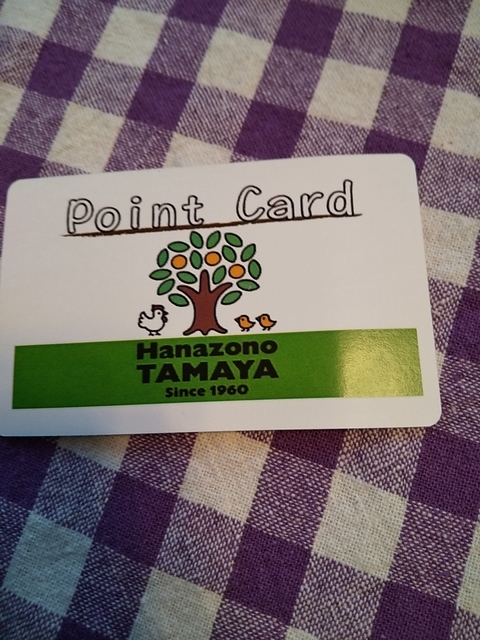 Point Card
Hanazono
TAMAYA
Since 1960